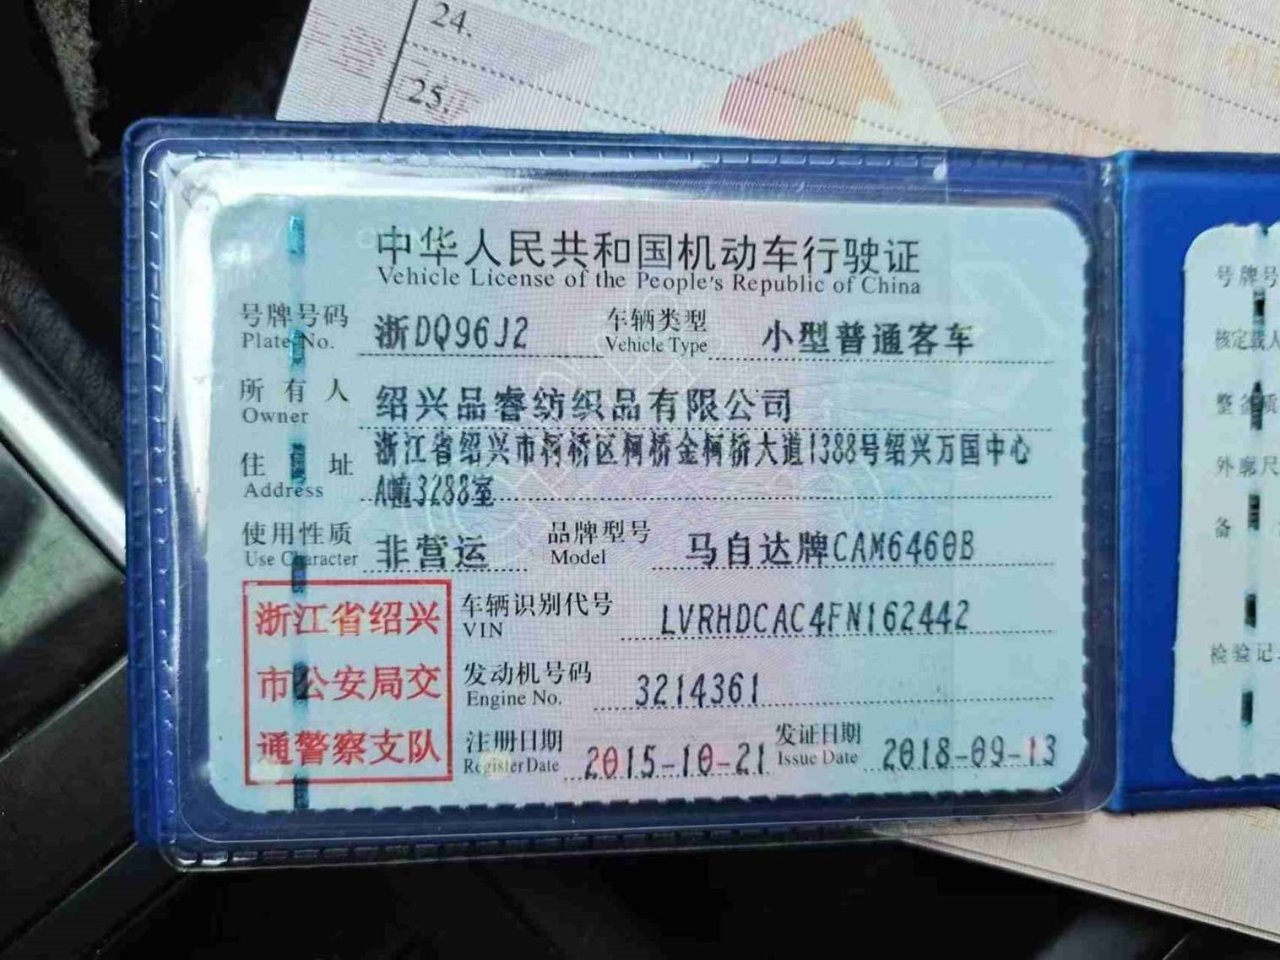 24.
25.
中华人民共和国机动车行驶证
Vehicle License of the People's Republic of China
号牌号码 浙DQ96J2 车辆类型 小型普通客车
Plate No. Vehicle Type
所有人 绍兴品睿纺织品有限公司
Owner
住址 浙江省绍兴市柯桥区柯桥金柯桥大道1388号绍兴万国中心
Address A幢3288室
使用性质 非营运 品牌型号 马自达牌CAM6460B
Use Character Model
浙江省绍兴
市公安局交
通警察支队
车辆识别代号 LVRHDCAC4FN162442
VIN
发动机号码 3214361
Engine No.
注册日期 2015-10-21 发证日期 2018-09-13
Register Date Issue Date
号牌号
核定载人
整备质
外廓尺
备
检验记